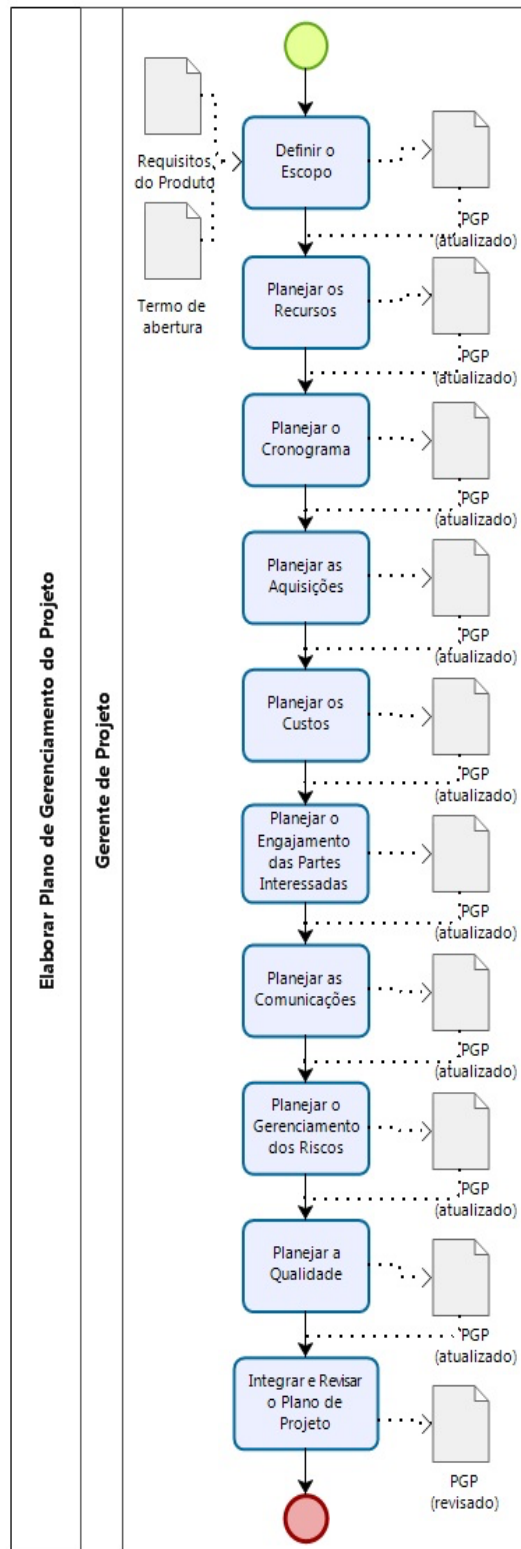 Elaborar Plano de Gerenciamento do Projeto
Gerente de Projeto
Requisitos
do Produto
Termo de
abertura
Definir o
Escopo
PGP
(atualizado)
Planejar os
Recursos
PGP
(atualizado)
Planejar o
Cronograma
PGP
(atualizado)
Planejar as
Aquisições
PGP
(atualizado)
Planejar os
Custos
PGP
(atualizado)
Planejar o
Engajamento
das Partes
Interessadas
PGP
(atualizado)
Planejar as
Comunicações
PGP
(atualizado)
Planejar o
Gerenciamento
dos Riscos
PGP
(atualizado)
Planejar a
Qualidade
PGP
(atualizado)
Integrar e Revisar
o Plano de
Projeto
PGP
(revisado)